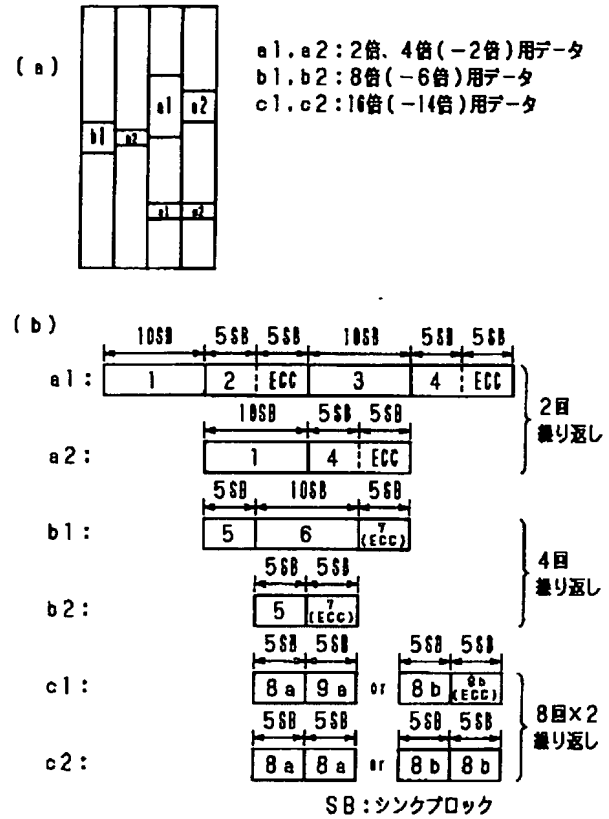 (a)
a1,a2:2倍、4倍(-2倍)用データ
b1,b2:8倍(-6倍)用データ
c1,c2:16倍(-14倍)用データ
a1
a2
b1
a1 a2
(b)
10SB 5SB 5SB 10SB 5SB 5SB
a1: 1 2 ECC 3 4 ECC
10SB 5SB 5SB
a2: 1 4 ECC
2回
繰り返し
5SB 10SB 5SB
b1: 5 6 7(ECC)
5SB 5SB
b2: 5 7(ECC)
4回
繰り返し
5SB 5SB 5SB 5SB
c1: 8a 9a or 8b (ECC)
5SB 5SB 5SB 5SB
c2: 8a 8a or 8b 8b
8回×2
繰り返し
SB:シンクブロック